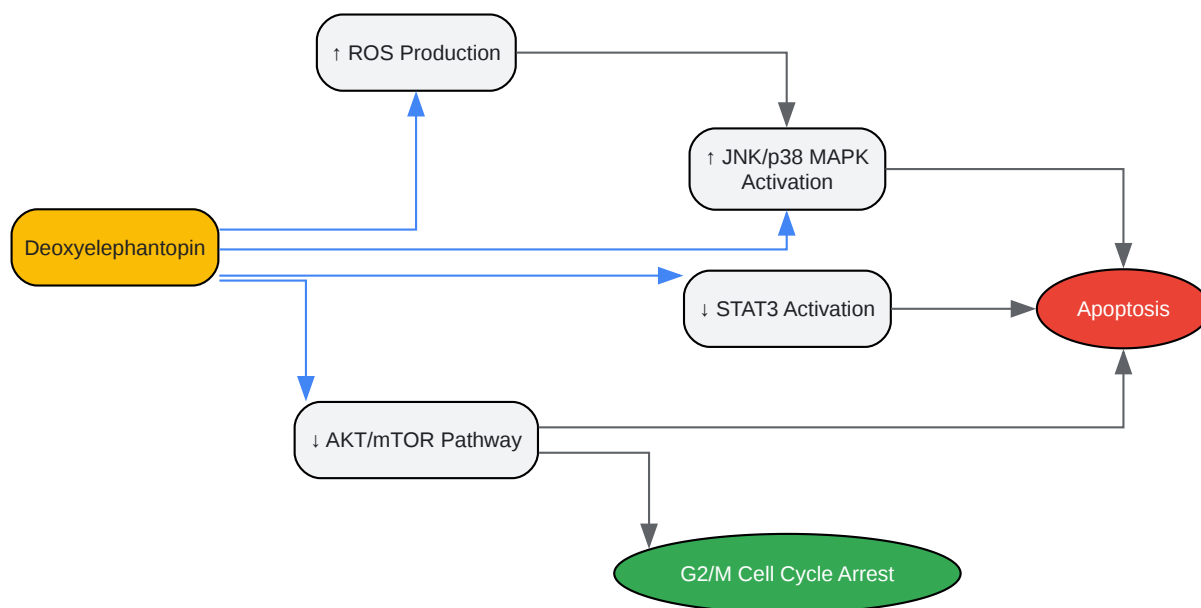 ↑ ROS Production
↑ JNK/p38 MAPK
Activation
Deoxyelephantopin
↓ STAT3 Activation
Apoptosis
↓ AKT/mTOR Pathway
G2/M Cell Cycle Arrest